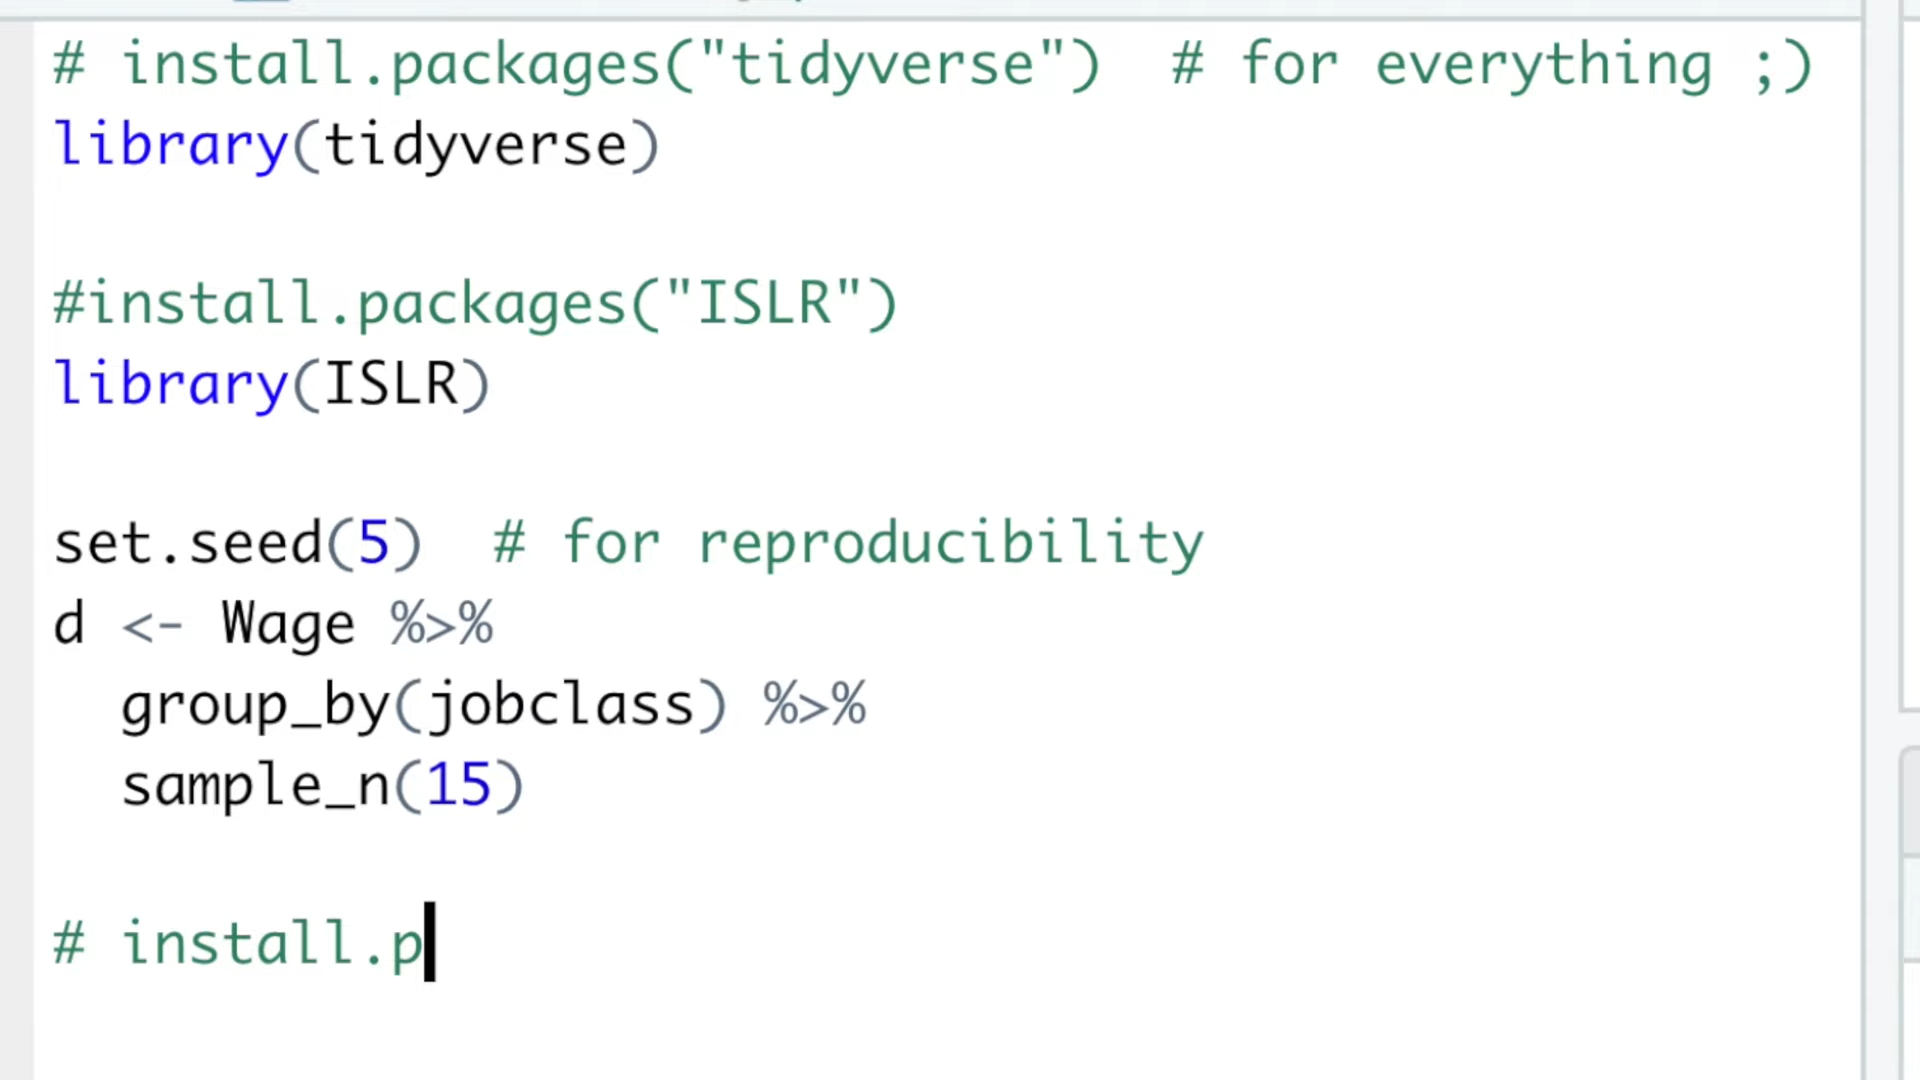 # install.packages("tidyverse")  # for everything ;)
library(tidyverse)
#install.packages("ISLR")
library(ISLR)
set.seed(5)  # for reproducibility
d <- Wage %>%
  group_by(jobclass) %>%
  sample_n(15)
# install.p